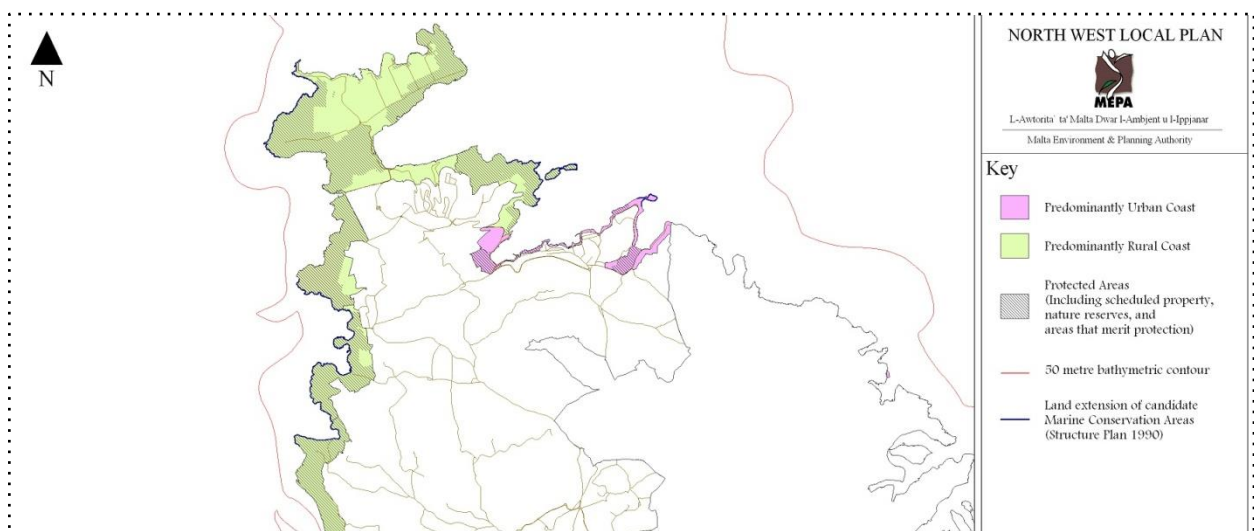 N
NORTH WEST LOCAL PLAN
MEPA
L-Awtorita` ta' Malta Dwar l-Ambjent u l-Ippjanar
Malta Environment & Planning Authority
Key
Predominantly Urban Coast
Predominantly Rural Coast
Protected Areas
(Including scheduled property,
nature reserves, and
areas that merit protection)
50 metre bathymetric contour
Land extension of candidate
Marine Conservation Areas
(Structure Plan 1990)